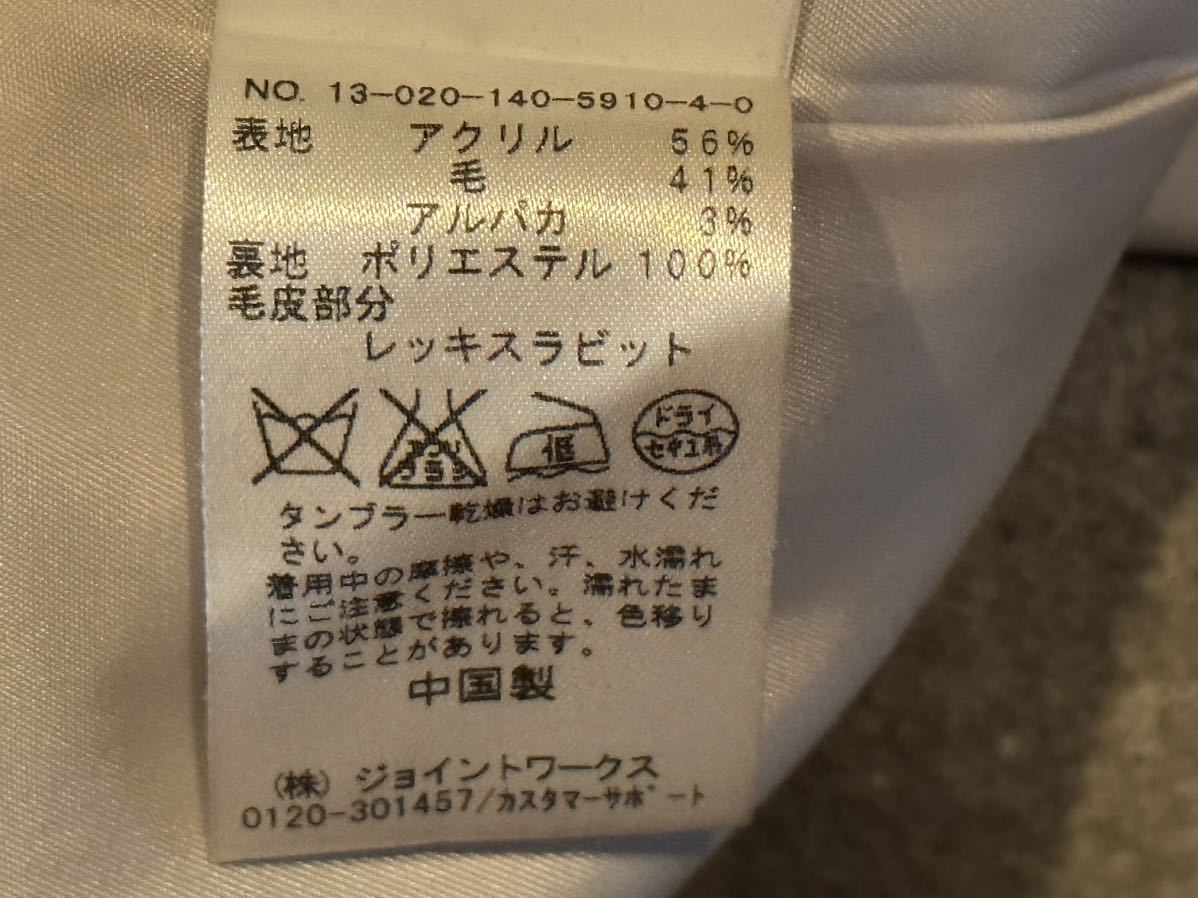 NO. 13-020-140-5910-4-0
表地 アクリル 56%
毛 41%
アルパカ 3%
裏地 ポリエステル 100%
毛皮部分
レッキスラビット
エンソサラシ 低 ドライ
セキユ系
タンブラー乾燥はお避けくだ
さい。
着用中の摩擦や、汗、水濡れ
にご注意ください。濡れたま
まの状態で擦れると、色移り
することがあります。
中国製
(株) ジョイントワークス
0120-301457/カスタマーサポート